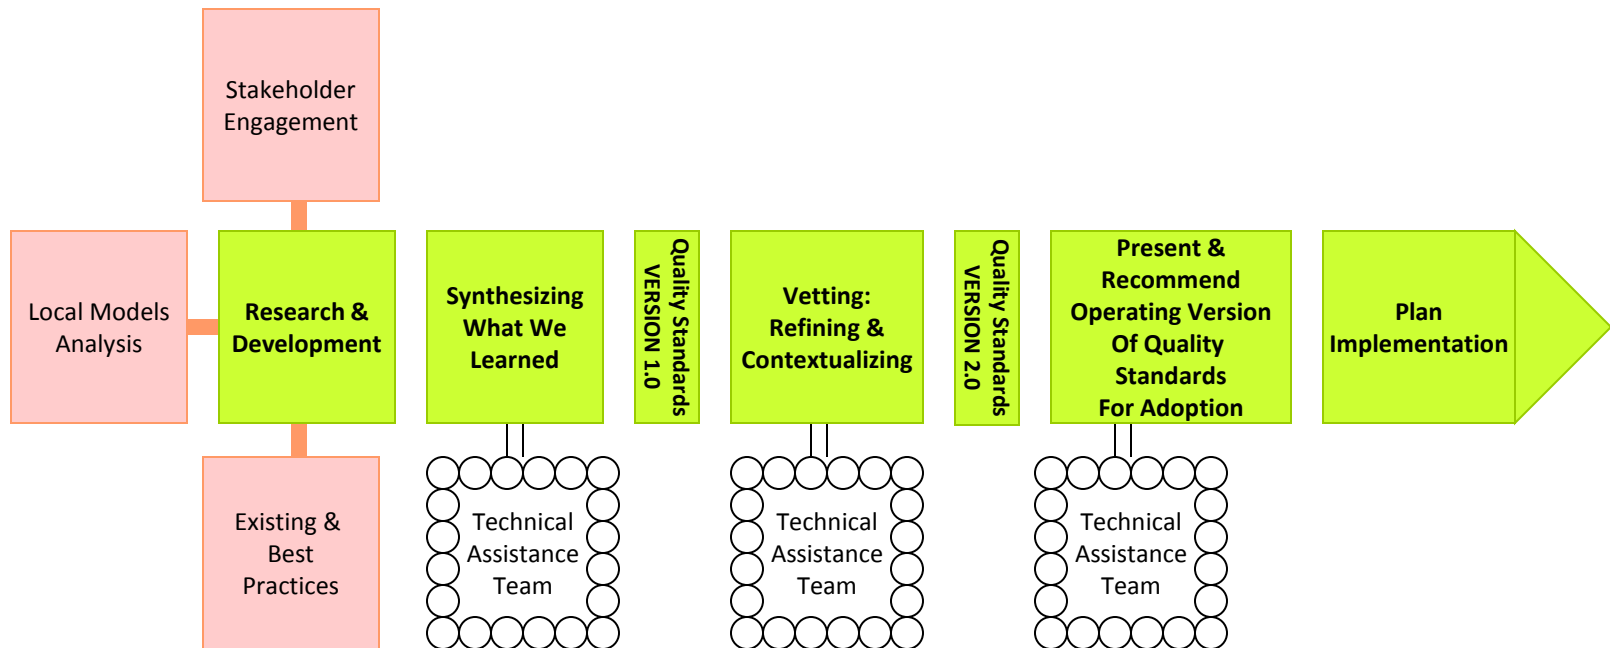 Stakeholder
Engagement
Local Models
Analysis
Research &
Development
Existing &
Best
Practices
Synthesizing
What We
Learned
Quality Standards
VERSION 1.0
Vetting:
Refining &
Contextualizing
Quality Standards
VERSION 2.0
Present &
Recommend
Operating Version
Of Quality
Standards
For Adoption
Plan
Implementation
Technical
Assistance
Team
Technical
Assistance
Team
Technical
Assistance
Team